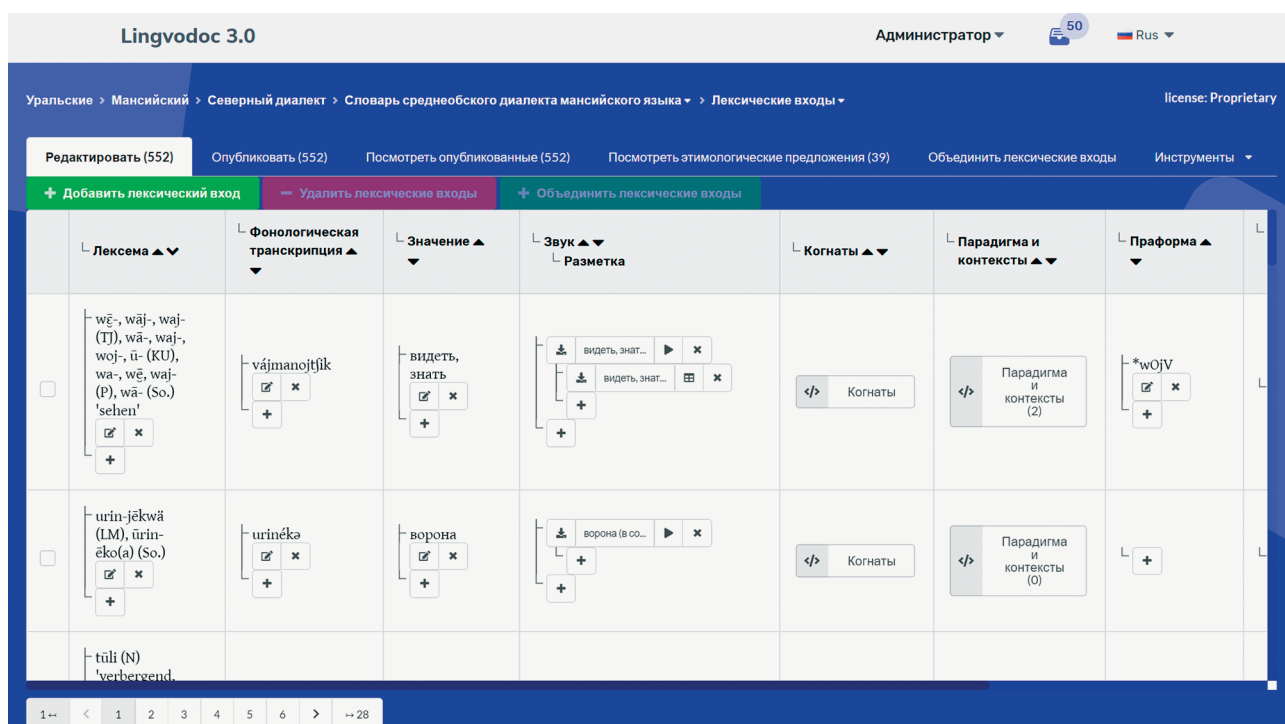 Lingvodoc 3.0
Администратор
50
Rus
Уральские > Мансийский > Северный диалект > Словарь среднеобского диалекта мансийского языка > Лексические входы
license: Proprietary
Редактировать (552)
Опубликовать (552)
Посмотреть опубликованные (552)
Посмотреть этимологические предложения (39)
Объединить лексические входы
Инструменты
+ Добавить лексический вход
− Удалить лексические входы
+ Объединить лексические входы
Лексема
Фонологическая
транскрипция
Значение
Звук
Разметка
Когнаты
Парадигма и
контексты
Праформа
wē̮-, wāj-, waj-
(TJ), wā-, waj-,
woj-, ū- (KU),
wa-, wē̮, waj-
(P), wā- (So.)
'sehen'
vájmanojtʃik
видеть,
знать
видеть, знат...
видеть, знат...
Когнаты
Парадигма
и
контексты
(2)
*wOjV
urin-jēkwä
(LM), ūrin-
ēko(a) (So.)
urinékə
ворона
ворона (в со...
Когнаты
Парадигма
и
контексты
(0)
tūli (N)
'verbergend,
1
<
1
2
3
4
5
6
>
28